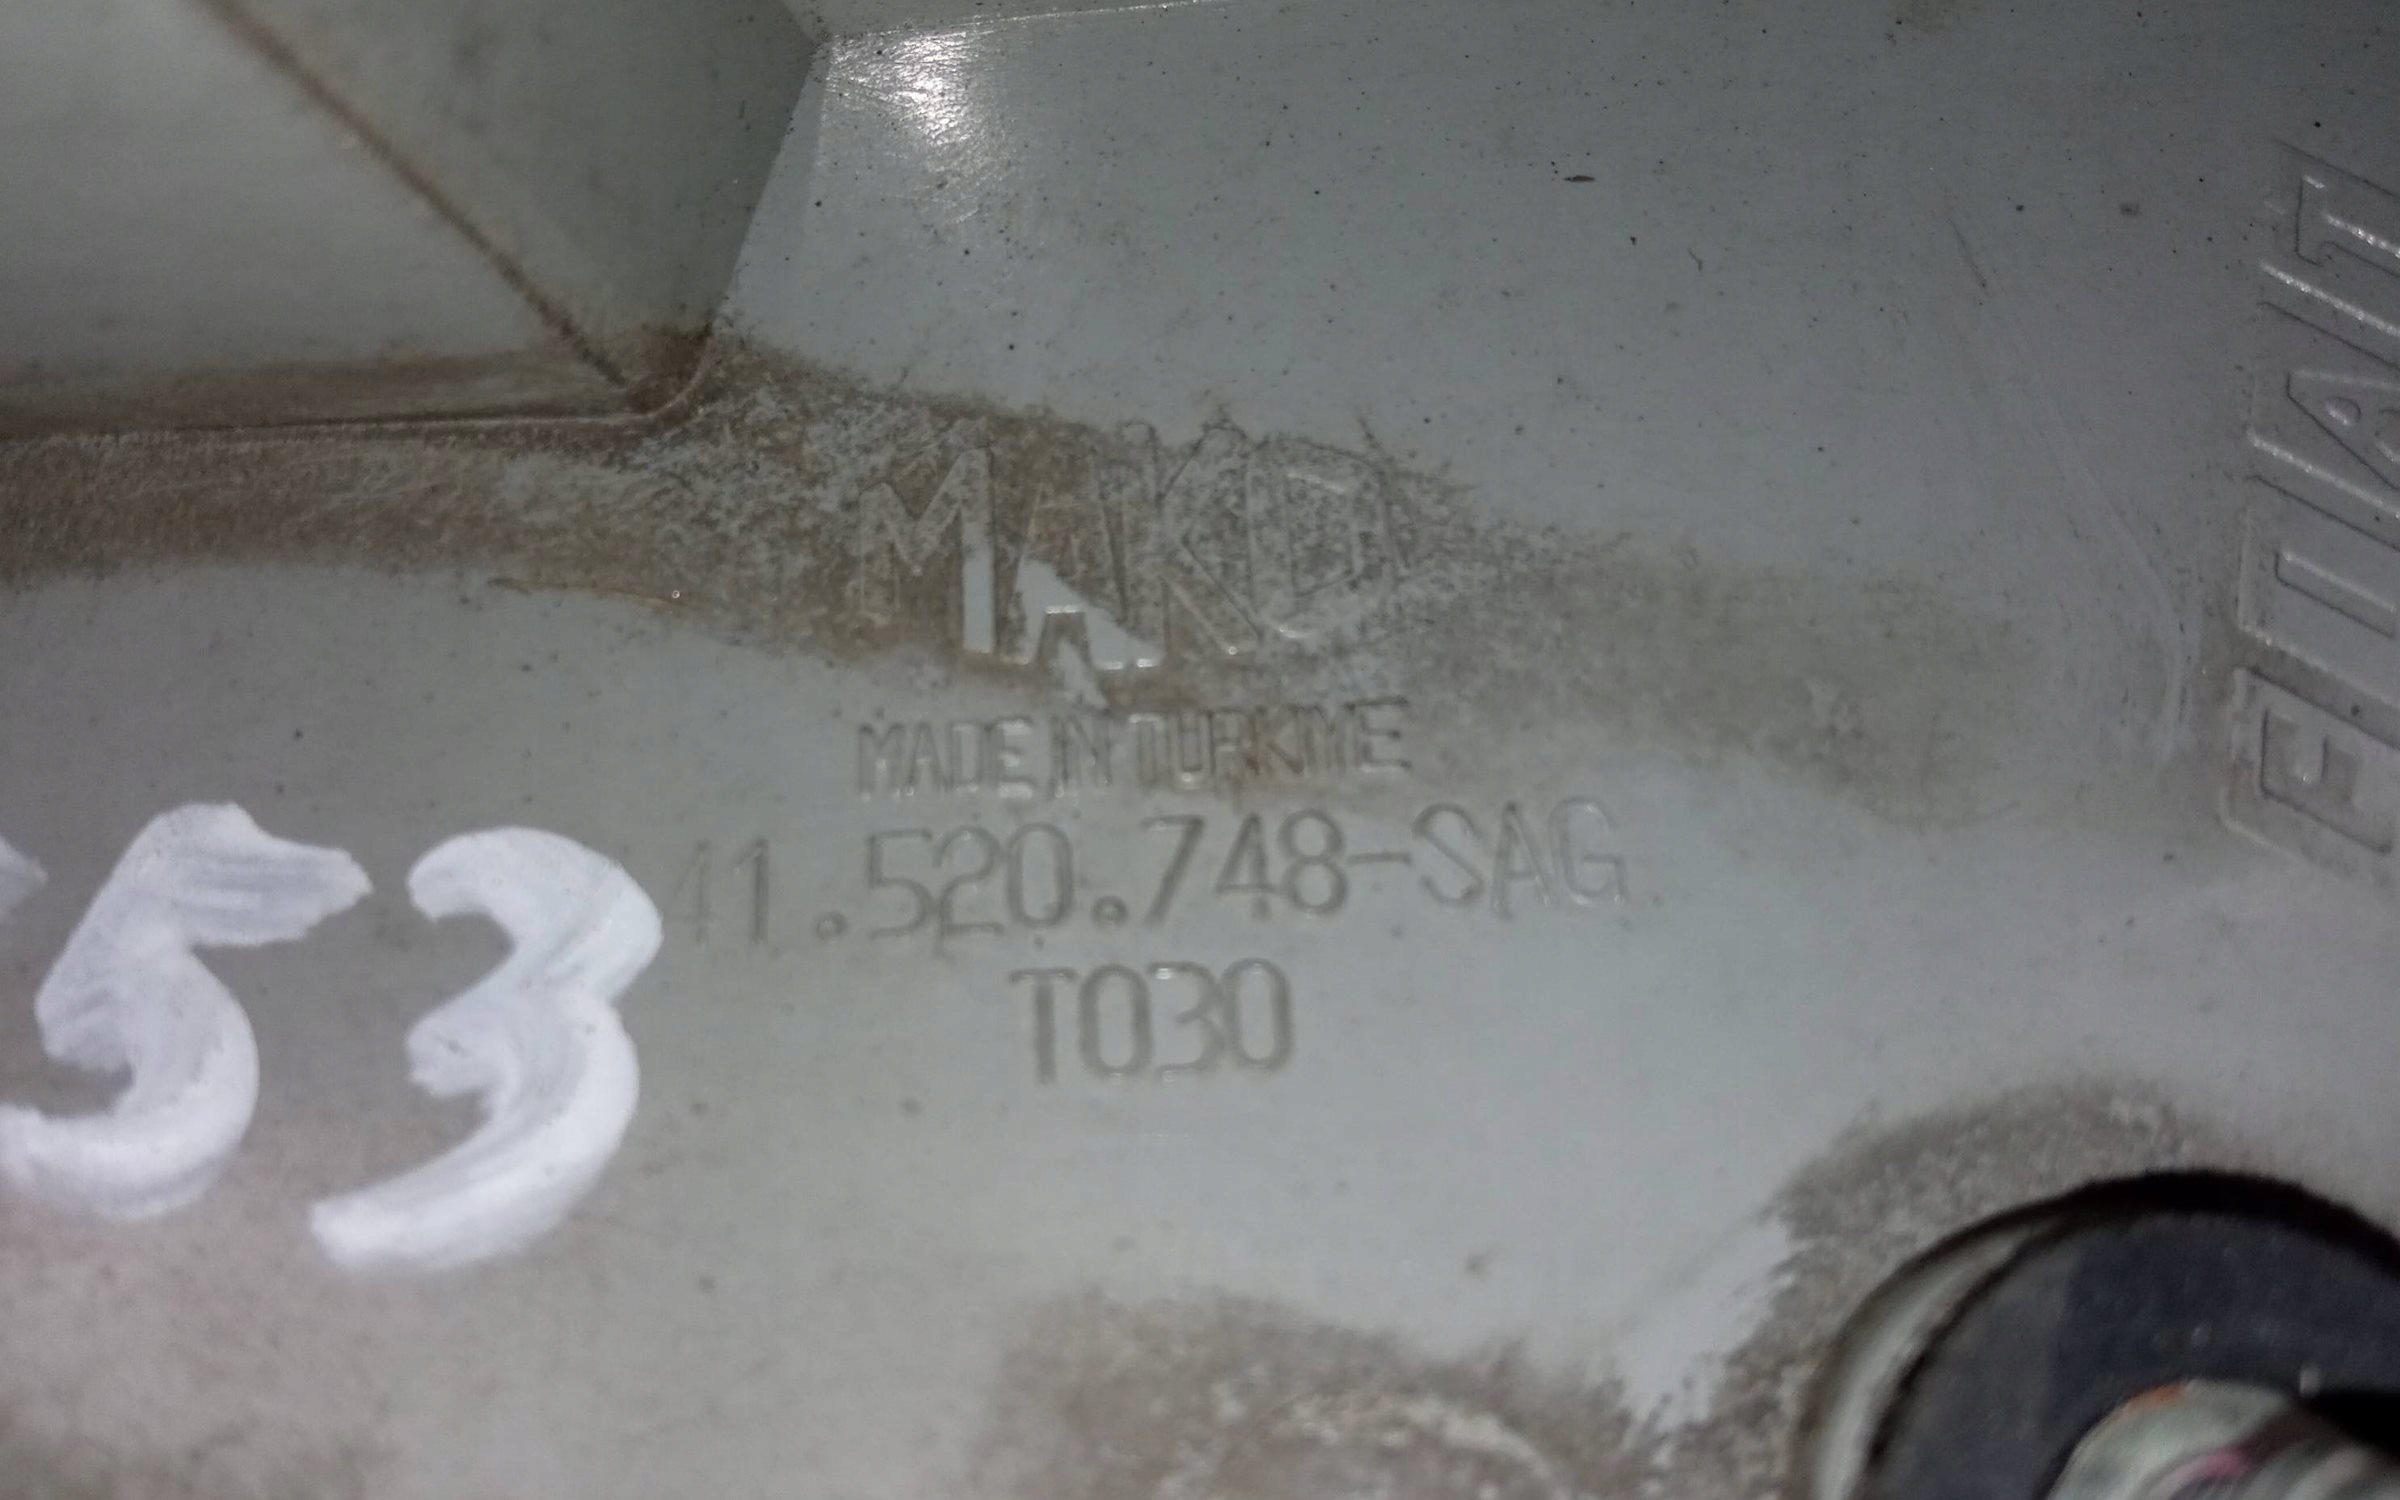 MAKO
MADE IN TURKIYE
41.520.748-SAG
T030
53